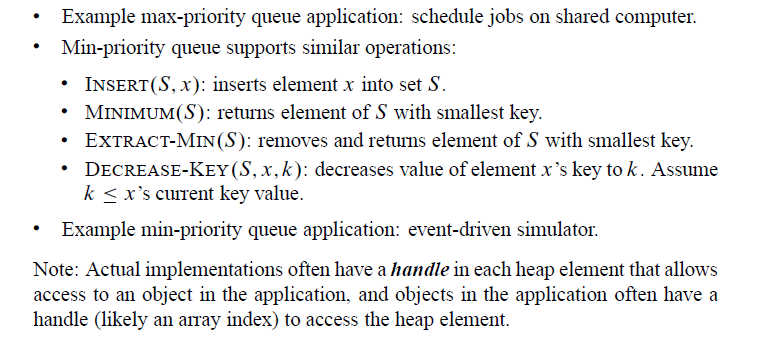 • Example max-priority queue application: schedule jobs on shared computer.
• Min-priority queue supports similar operations:
• INSERT(S, x): inserts element x into set S.
• MINIMUM(S): returns element of S with smallest key.
• EXTRACT-MIN(S): removes and returns element of S with smallest key.
• DECREASE-KEY(S, x, k): decreases value of element x's key to k. Assume
k ≤ x's current key value.
• Example min-priority queue application: event-driven simulator.
Note: Actual implementations often have a handle in each heap element that allows
access to an object in the application, and objects in the application often have a
handle (likely an array index) to access the heap element.